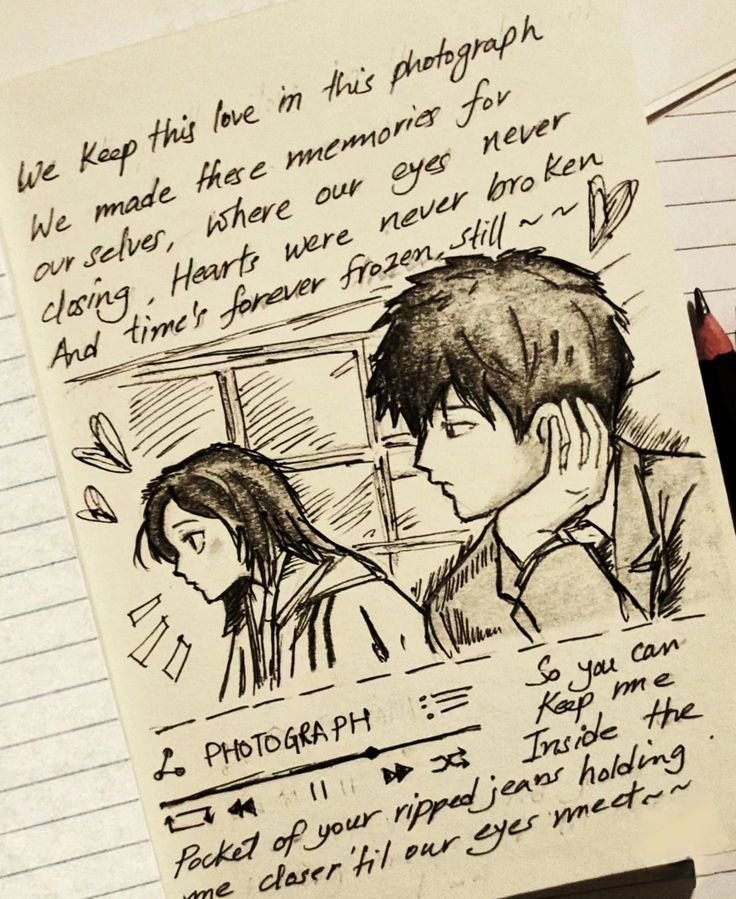 We keep this love in this photograph
We made these memories for
our selves, where our eyes never
closing, Hearts were never broken
And time's forever frozen, still ~ ~
So you can
Keep me
Inside the
PHOTOGRAPH
Pocket of your ripped jeans holding
me closer 'til our eyes meet ~ ~